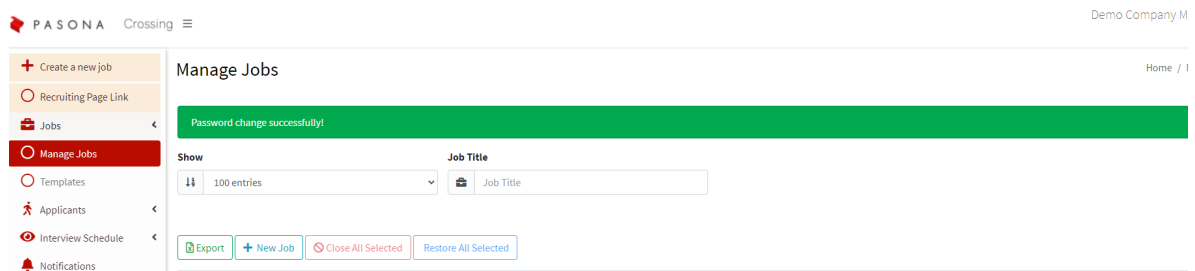 Demo Company M
PASONA Crossing
Create a new job
Recruiting Page Link
Jobs
Manage Jobs
Templates
Applicants
Interview Schedule
Notifications
Manage Jobs
Home /
Password change successfully!
Show
100 entries
Job Title
Job Title
Export
New Job
Close All Selected
Restore All Selected